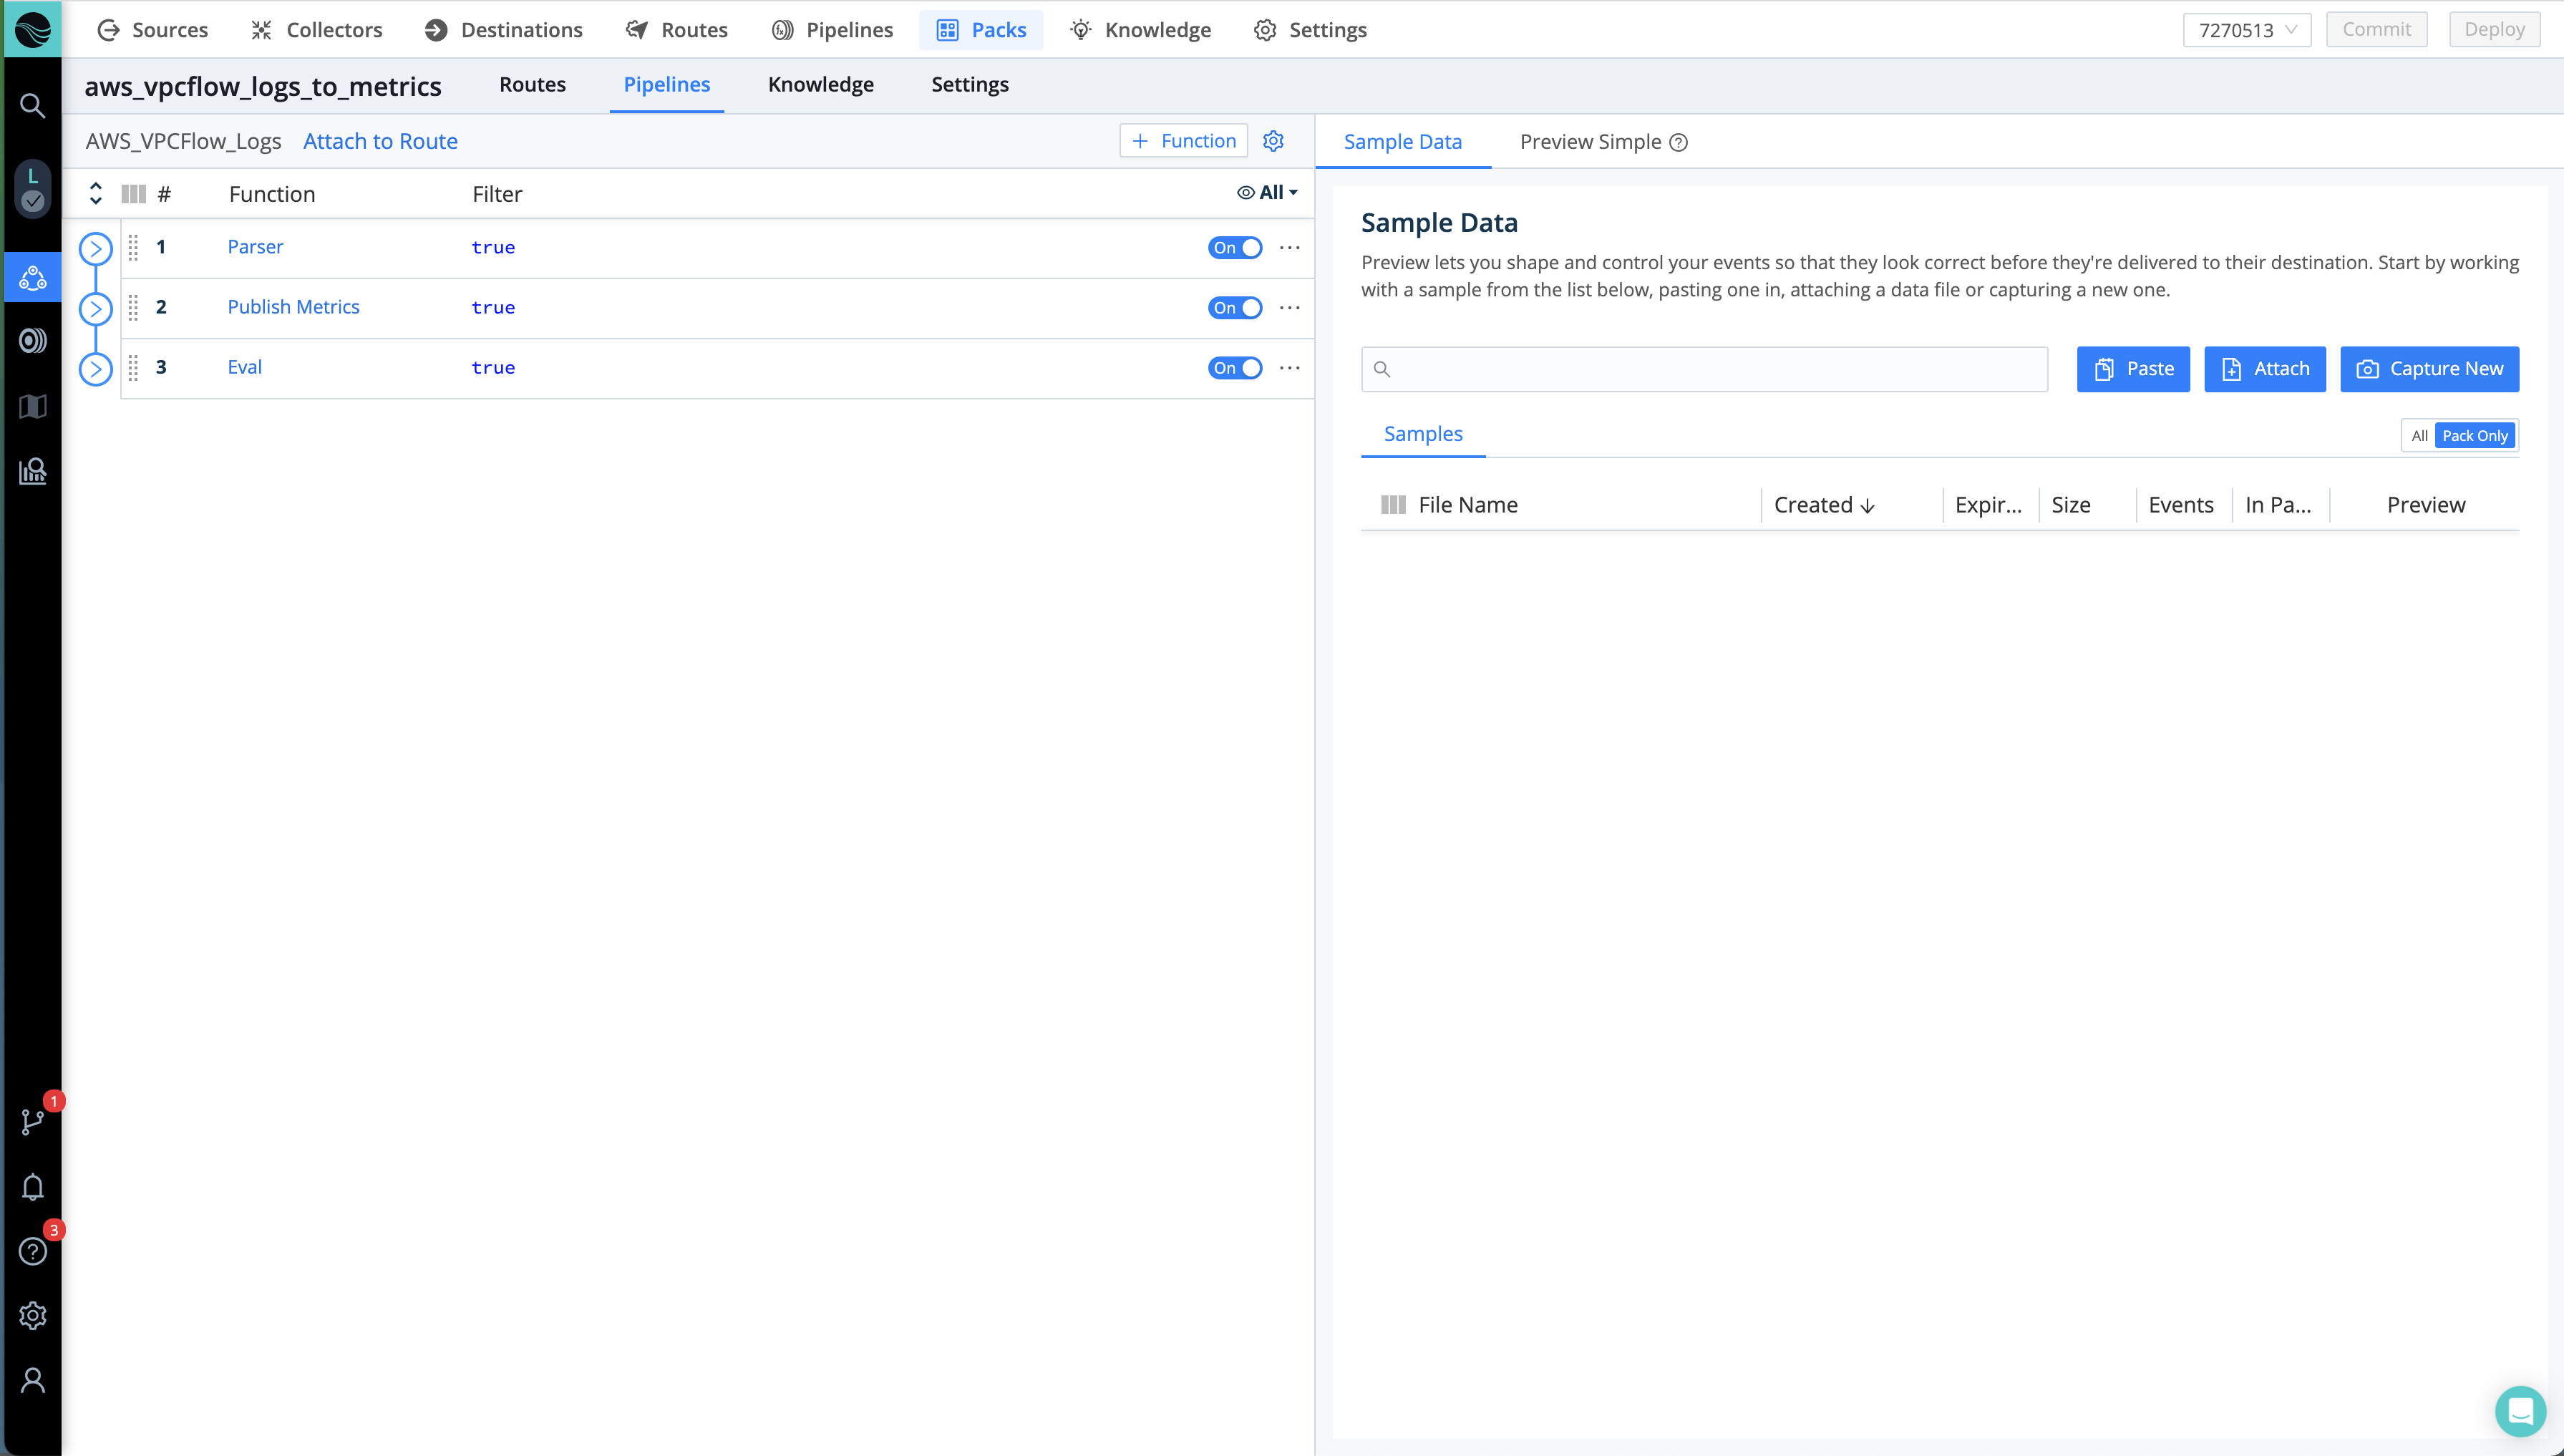 Sources Collectors Destinations Routes Pipelines Packs Knowledge Settings 7270513 Commit Deploy
aws_vpcflow_logs_to_metrics Routes Pipelines Knowledge Settings
AWS_VPCFlow_Logs Attach to Route + Function
# Function Filter All
1 Parser true On ...
2 Publish Metrics true On ...
3 Eval true On ...
Sample Data Preview Simple ?
Sample Data
Preview lets you shape and control your events so that they look correct before they're delivered to their destination. Start by working
with a sample from the list below, pasting one in, attaching a data file or capturing a new one.
Paste Attach Capture New
Samples All Pack Only
File Name Created Expir... Size Events In Pa... Preview
L
1
3
?